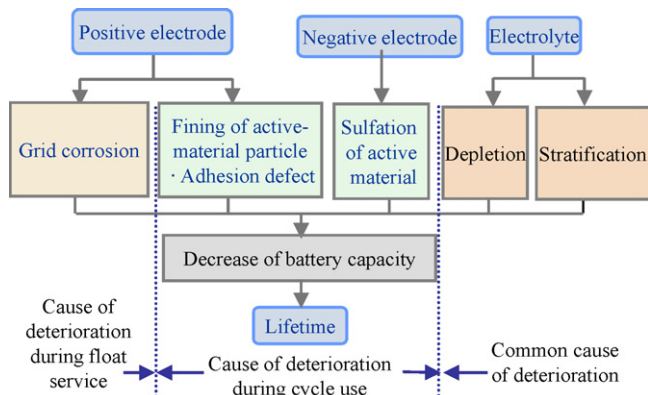 Positive electrode
Negative electrode
Electrolyte
Grid corrosion
Fining of active-
material particle
· Adhesion defect
Sulfation
of active
material
Depletion
Stratification
Decrease of battery capacity
Lifetime
Cause of
deterioration
during float
service
Cause of deterioration
during cycle use
Common cause
of deterioration